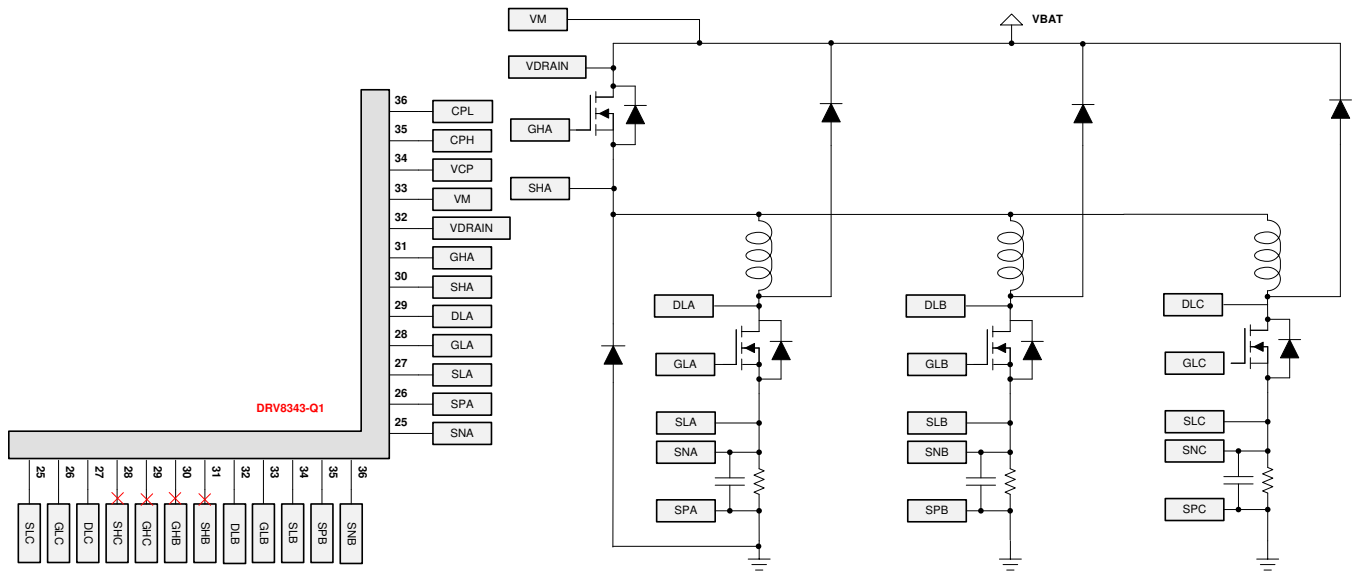 VM
VBAT
VDRAIN
36 CPL
35 CPH
GHA
34 VCP
33 VM
SHA
32 VDRAIN
31 GHA
30 SHA
29 DLA
28 GLA
27 SLA
26 SPA
25 SNA
DLA
DLB
DLC
GLA
GLB
GLC
SLA
SLB
SLC
SNA
SNB
SNC
SPA
SPB
SPC
DRV8343-Q1
25 SLC
26 GLC
27 DLC
28 SHC
29 GHC
30 GHB
31 SHB
32 DLB
33 GLB
34 SLB
35 SPB
36 SNB